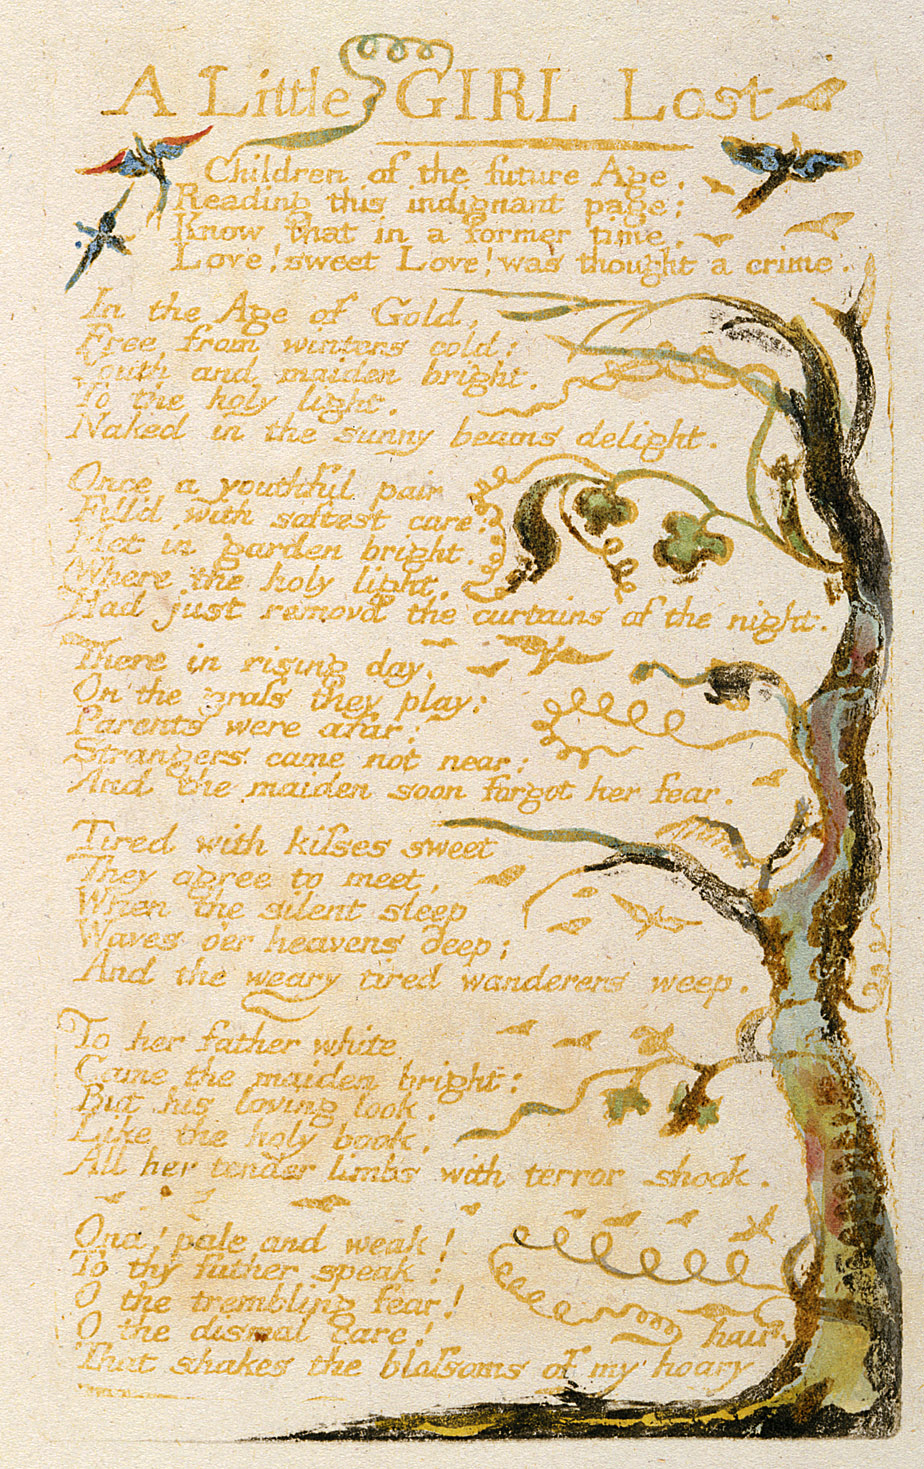 A Little GIRL Lost
Children of the future Age,
Reading this indignant page;
Know that in a former time,
Love! sweet Love! was thought a crime.
In the Age of Gold,
Free from winters cold:
Youth and maiden bright,
To the holy light,
Naked in the sunny beams delight.
Once a youthful pair
Fill'd with softest care:
Met in garden bright,
Where the holy light,
Had just removd the curtains of the night.
There in rising day,
On the grass they play:
Parents were afar:
Strangers came not near:
And the maiden soon forgot her fear.
Tired with kisses sweet
They agree to meet,
When the silent sleep
Waves o'er heavens deep;
And the weary tired wanderers weep.
To her father white
Came the maiden bright:
But his loving look,
Like the holy book,
All her tender limbs with terror shook.
Ona! pale and weak!
To thy father speak:
O the trembling fear!
O the dismal care!
That shakes the blossoms of my hoary hair.